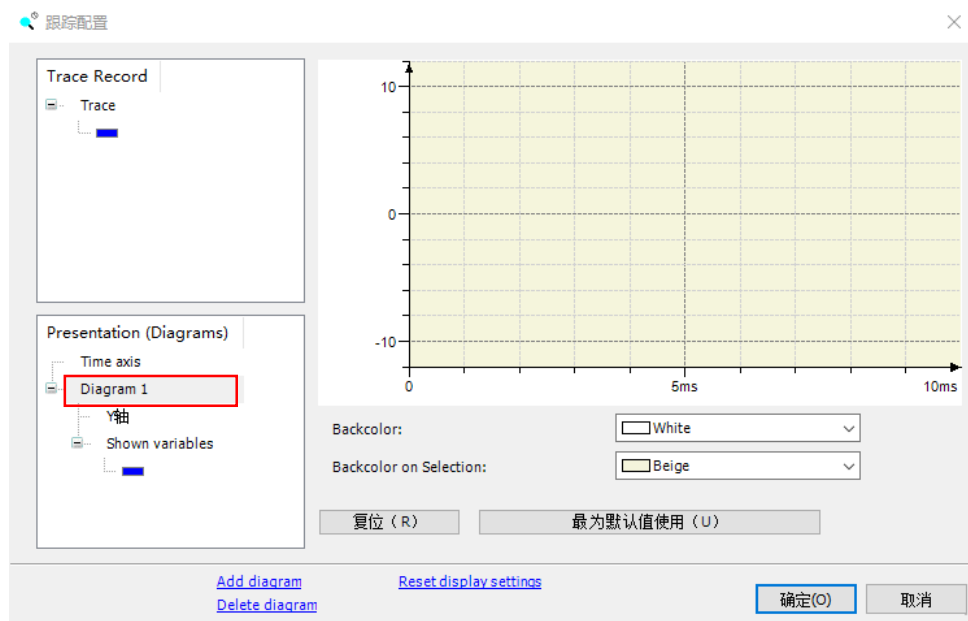 跟踪配置
Trace Record
Trace
Presentation (Diagrams)
Time axis
Diagram 1
Y轴
Shown variables
10
0
-10
0
5ms
10ms
Backcolor:
White
Backcolor on Selection:
Beige
复位（R）
最为默认值使用（U）
Add diagram
Delete diagram
Reset display settings
确定(O)
取消